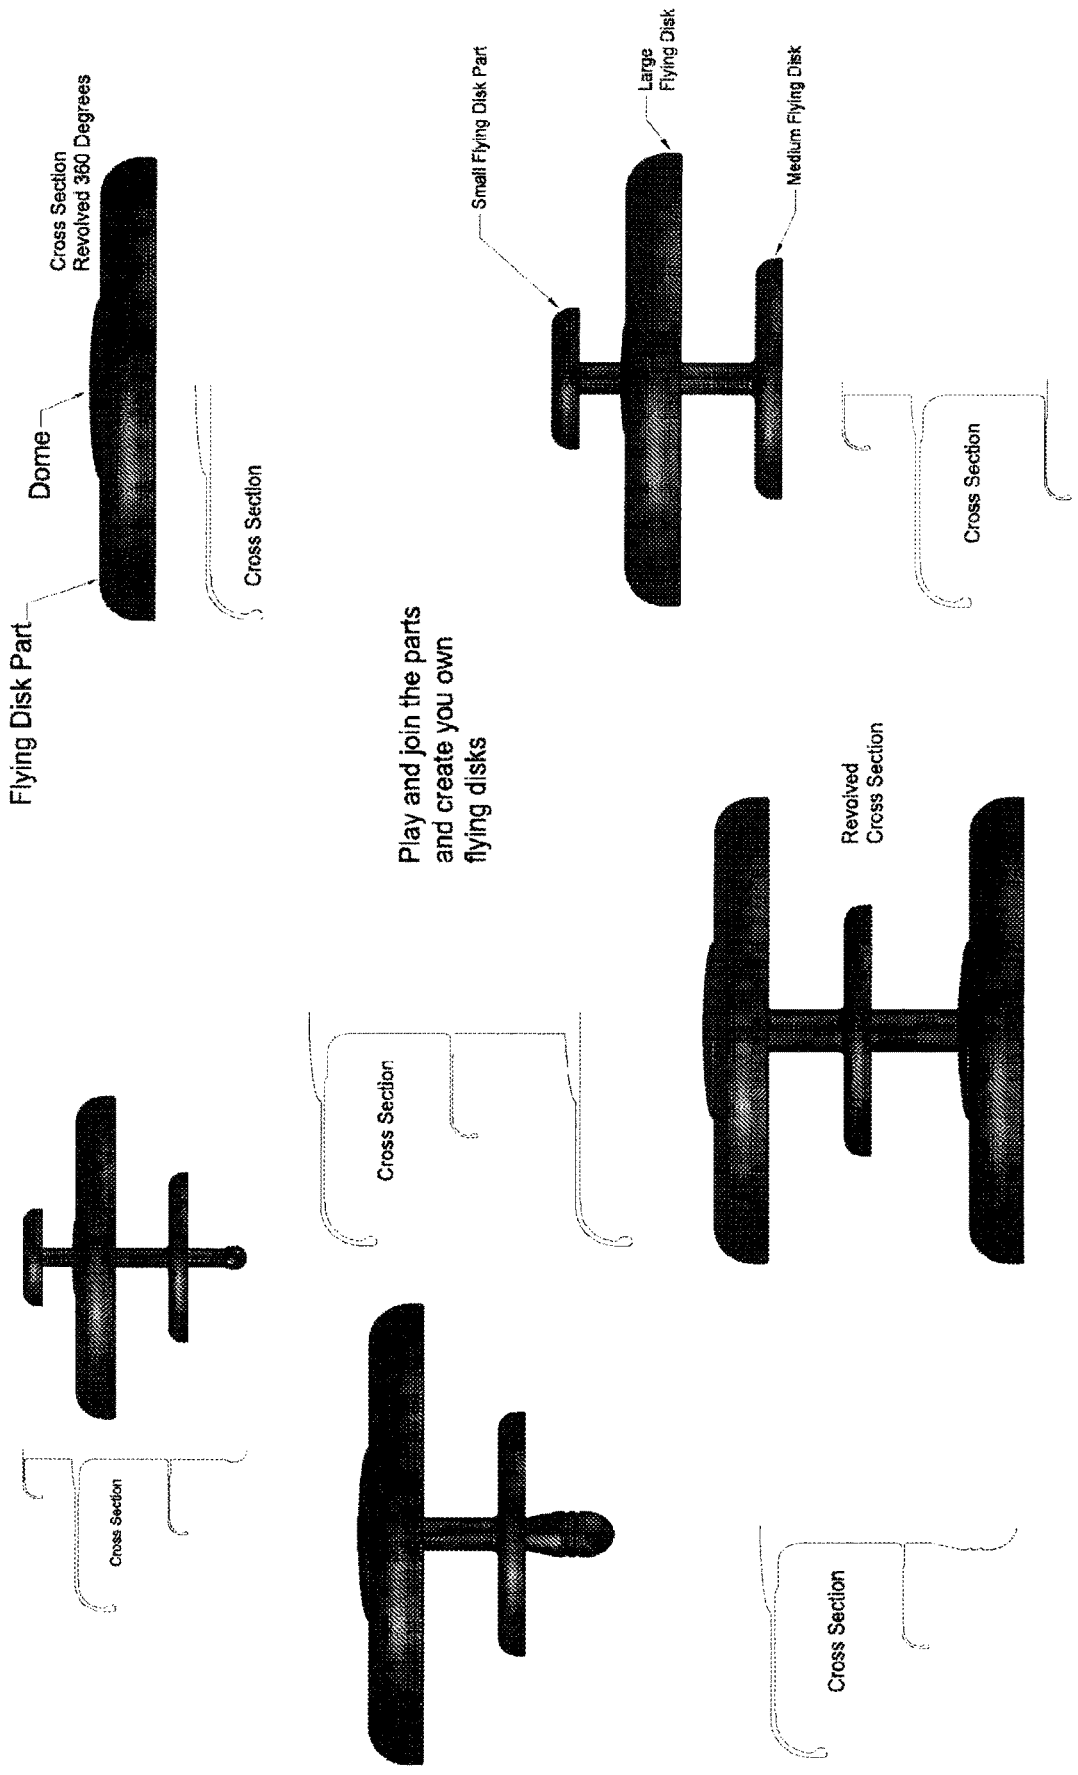 Flying Disk Part
Dome
Cross Section
Revolved 360 Degrees
Cross Section
Small Flying Disk Part
Large
Flying Disk
Medium Flying Disk
Cross Section
Play and join the parts
and create you own
flying disks
Revolved
Cross Section
Cross Section
Cross Section
Cross Section